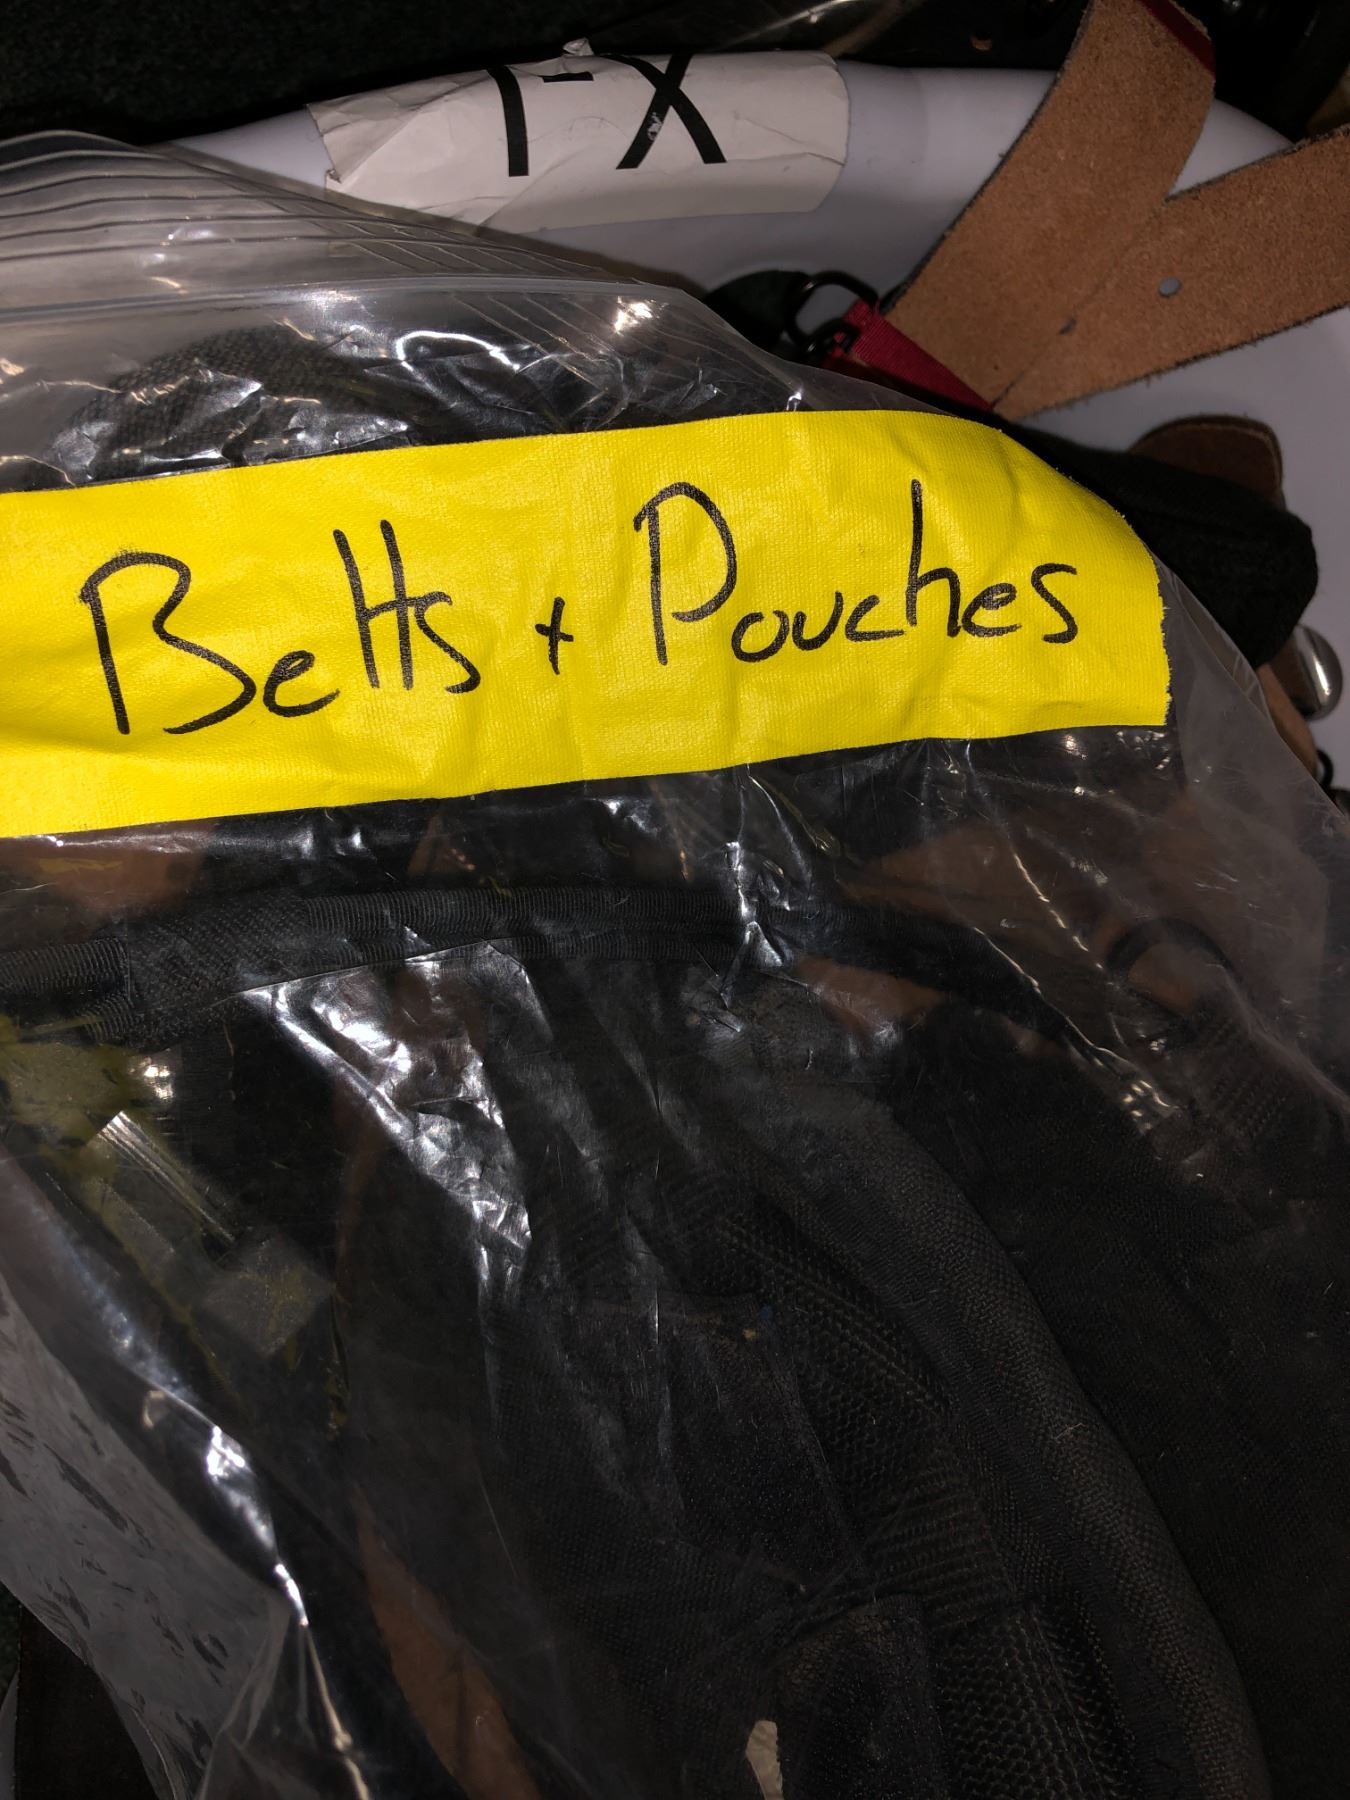 Belts + Pouches